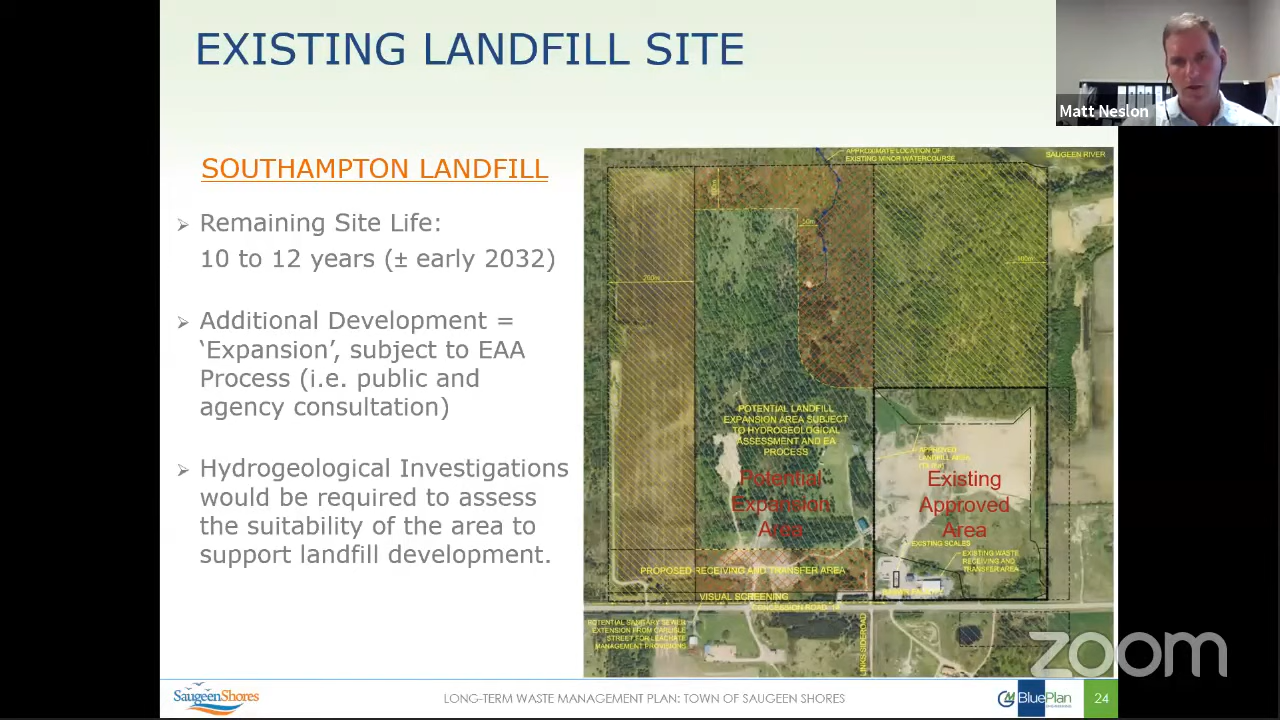 EXISTING LANDFILL SITE
Matt Neslon
SOUTHAMPTON LANDFILL
Remaining Site Life:
10 to 12 years (± early 2032)
Additional Development =
‘Expansion’, subject to EAA
Process (i.e. public and
agency consultation)
Hydrogeological Investigations
would be required to assess
the suitability of the area to
support landfill development.
APPROXIMATE LOCATION OF
EXISTING MINOR WATERCOURSE
SAUGEEN RIVER
POTENTIAL LANDFILL
EXPANSION AREA SUBJECT
TO HYDROGEOLOGICAL
ASSESSMENT AND EA
PROCESS
Potential
Expansion
Area
APPROVED
LANDFILL AREA
Existing
Approved
Area
EXISTING SCALES
EXISTING WASTE
RECEIVING AND
TRANSFER AREA
PROPOSED RECEIVING AND TRANSFER AREA
VISUAL SCREENING
CONCESSION ROAD
POTENTIAL SANITARY SEWER
EXTENSION FROM CARLISLE
STREET FOR LEACHATE
MANAGEMENT PROVISIONS
LINKS SIDEROAD
zoom
SaugeenShores
LONG-TERM WASTE MANAGEMENT PLAN: TOWN OF SAUGEEN SHORES
BluePlan
24